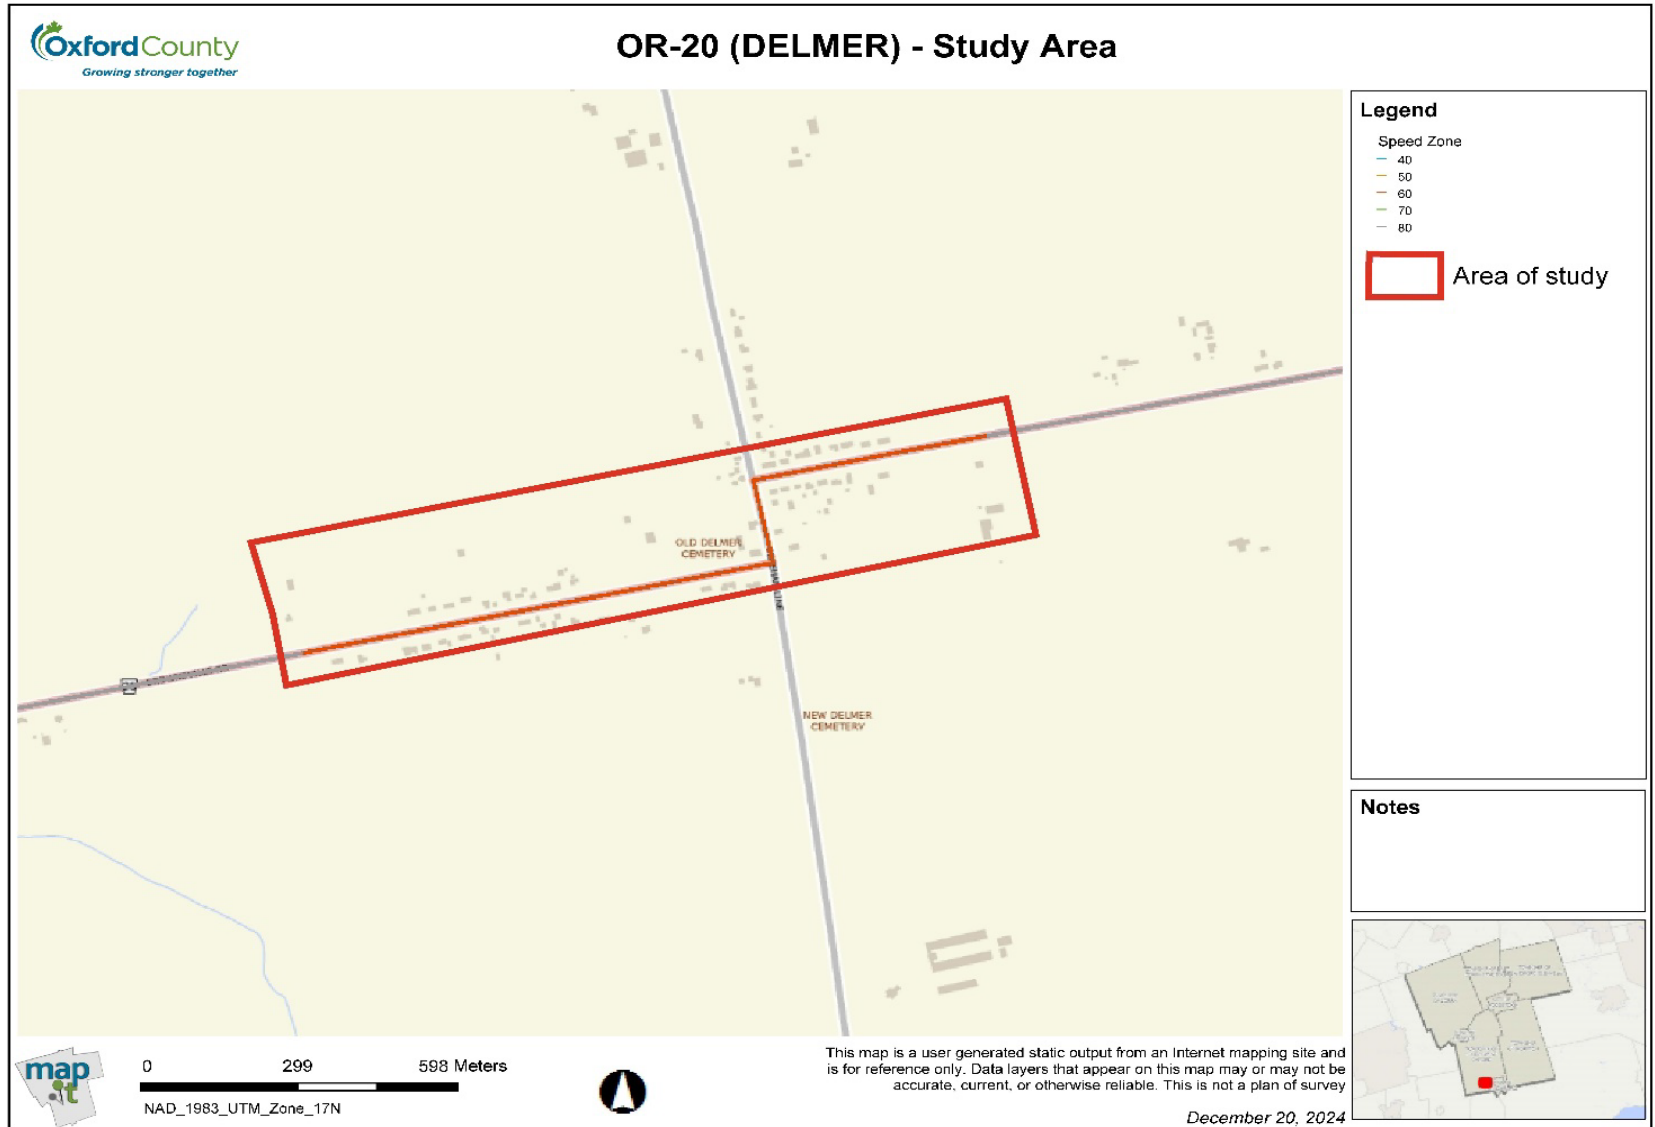 OxfordCounty
Growing stronger together
OR-20 (DELMER) - Study Area
Legend
Speed Zone
40
50
60
70
80
Area of study
OLD DELMER
CEMETERY
NEW DELMER
CEMETERY
Notes
map
it
0 299 598 Meters
NAD_1983_UTM_Zone_17N
This map is a user generated static output from an Internet mapping site and
is for reference only. Data layers that appear on this map may or may not be
accurate, current, or otherwise reliable. This is not a plan of survey
December 20, 2024